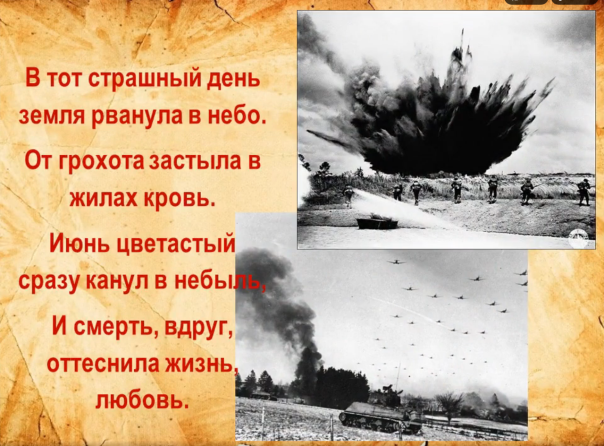 В тот страшный день
земля рванула в небо.
От грохота застыла в
жилах кровь.
Июнь цветастый
сразу канул в небыль,
И смерть, вдруг,
оттеснила жизнь,
любовь.